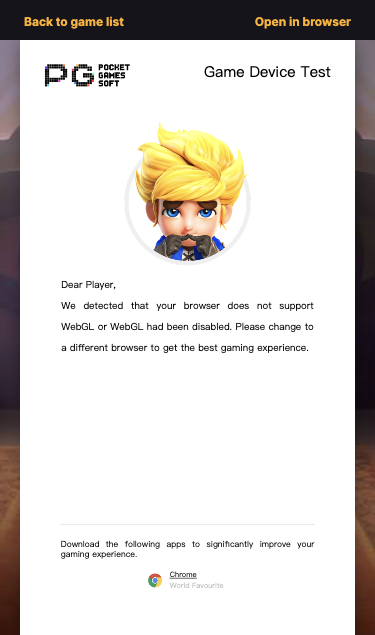 Back to game list
Open in browser
PG POCKET GAMES SOFT
Game Device Test
Dear Player,
We detected that your browser does not support
WebGL or WebGL had been disabled. Please change to
a different browser to get the best gaming experience.
Download the following apps to significantly improve your
gaming experience.
Chrome
World Favourite